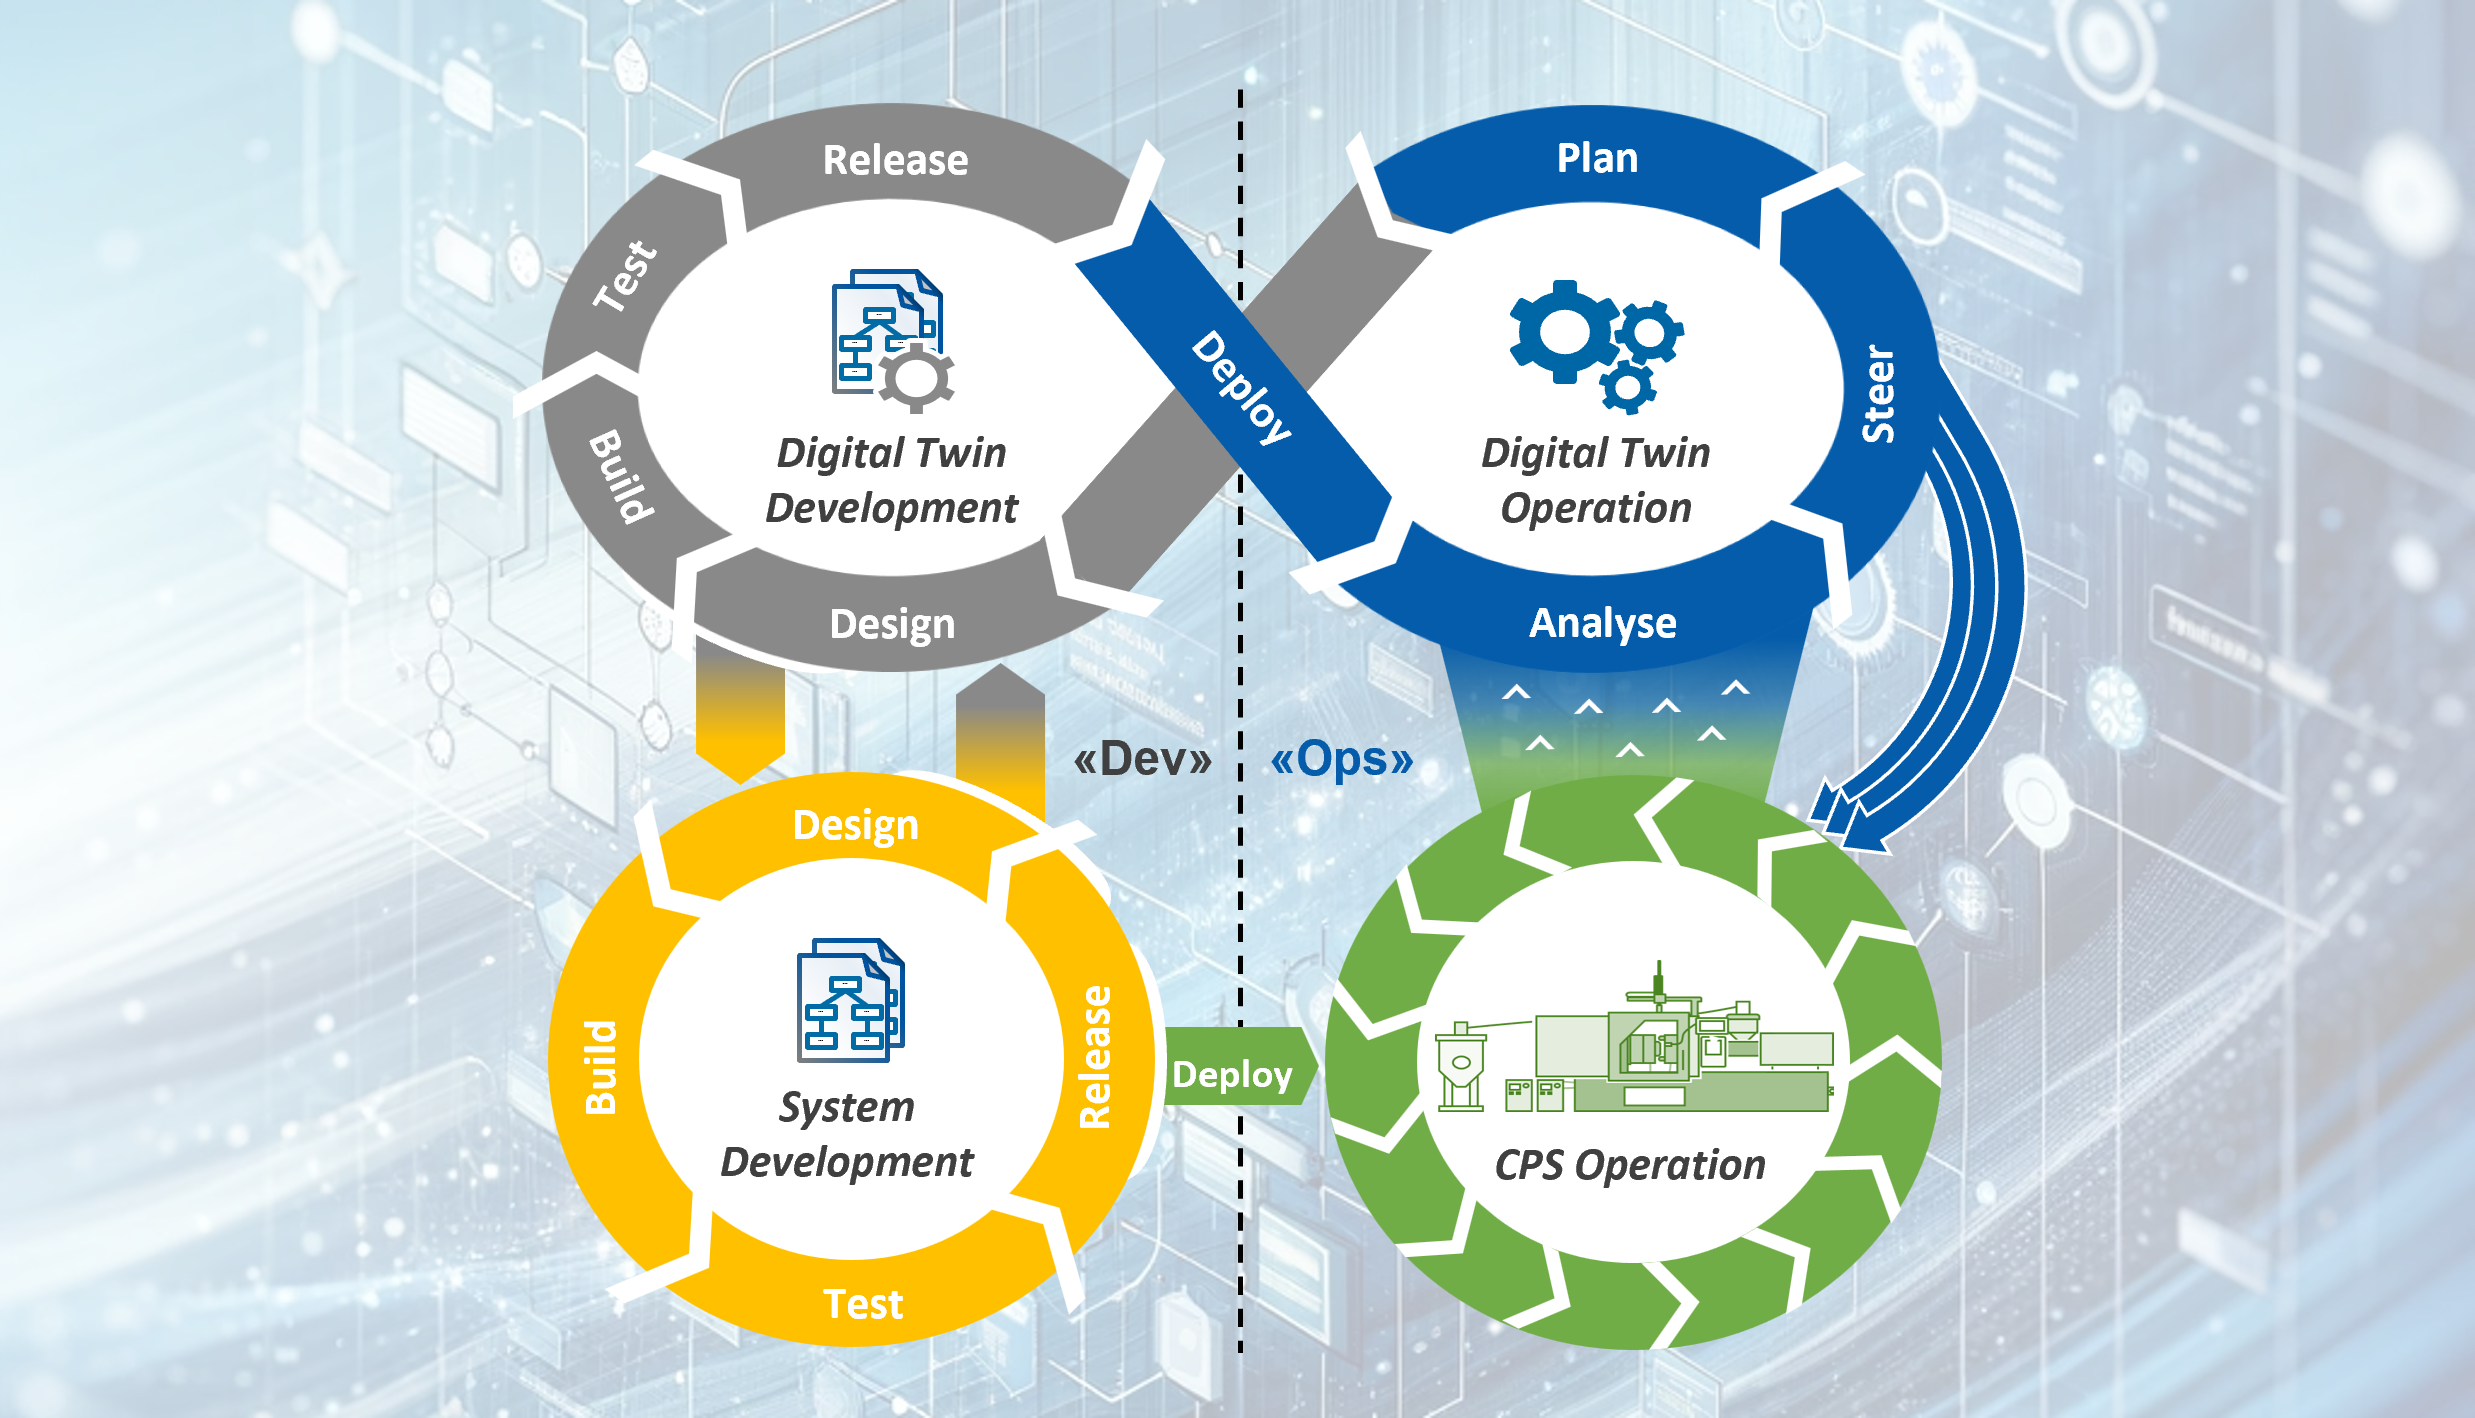 Release
Plan
Test
Steer
Deploy
Build
Digital Twin
Development
Digital Twin
Operation
Design
Analyse
«Dev»
«Ops»
Design
Build
Release
Deploy
System
Development
CPS Operation
Test